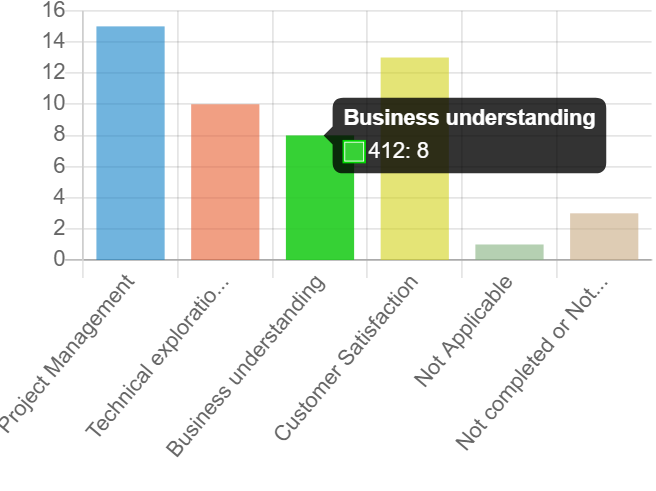 16
14
12
10
8
6
4
2
0
Business understanding
412: 8
Project Management
Technical exploratio...
Business understanding
Customer Satisfaction
Not Applicable
Not completed or Not...